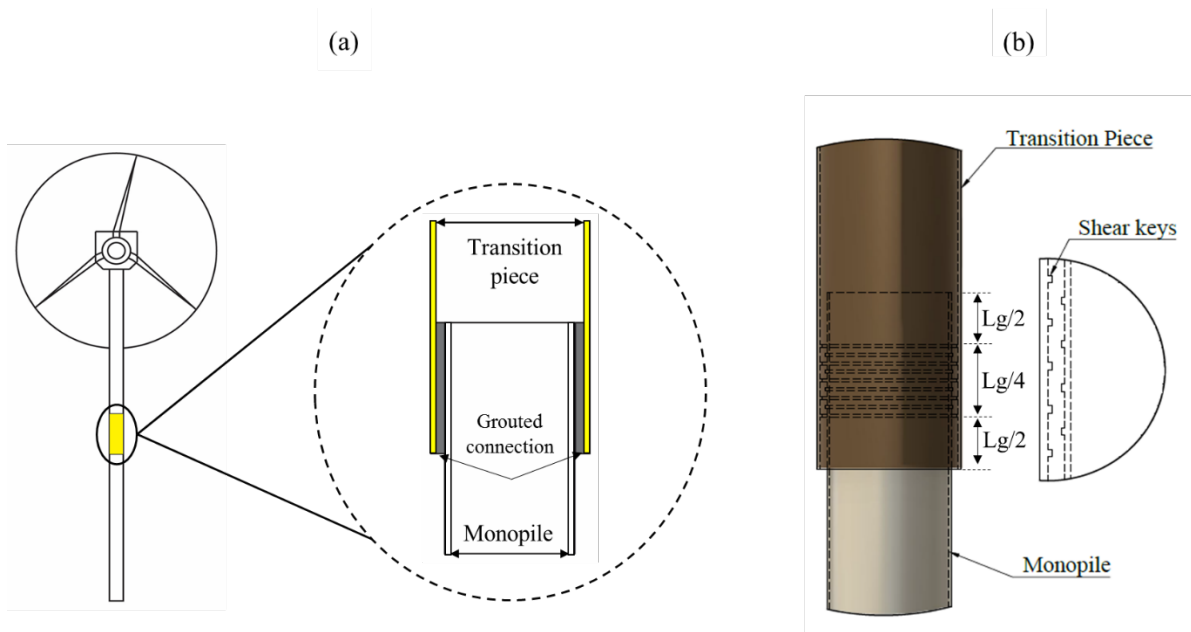 (a)
Transition
piece
Grouted
connection
Monopile
(b)
Transition Piece
Shear keys
Lg/2
Lg/4
Lg/2
Monopile